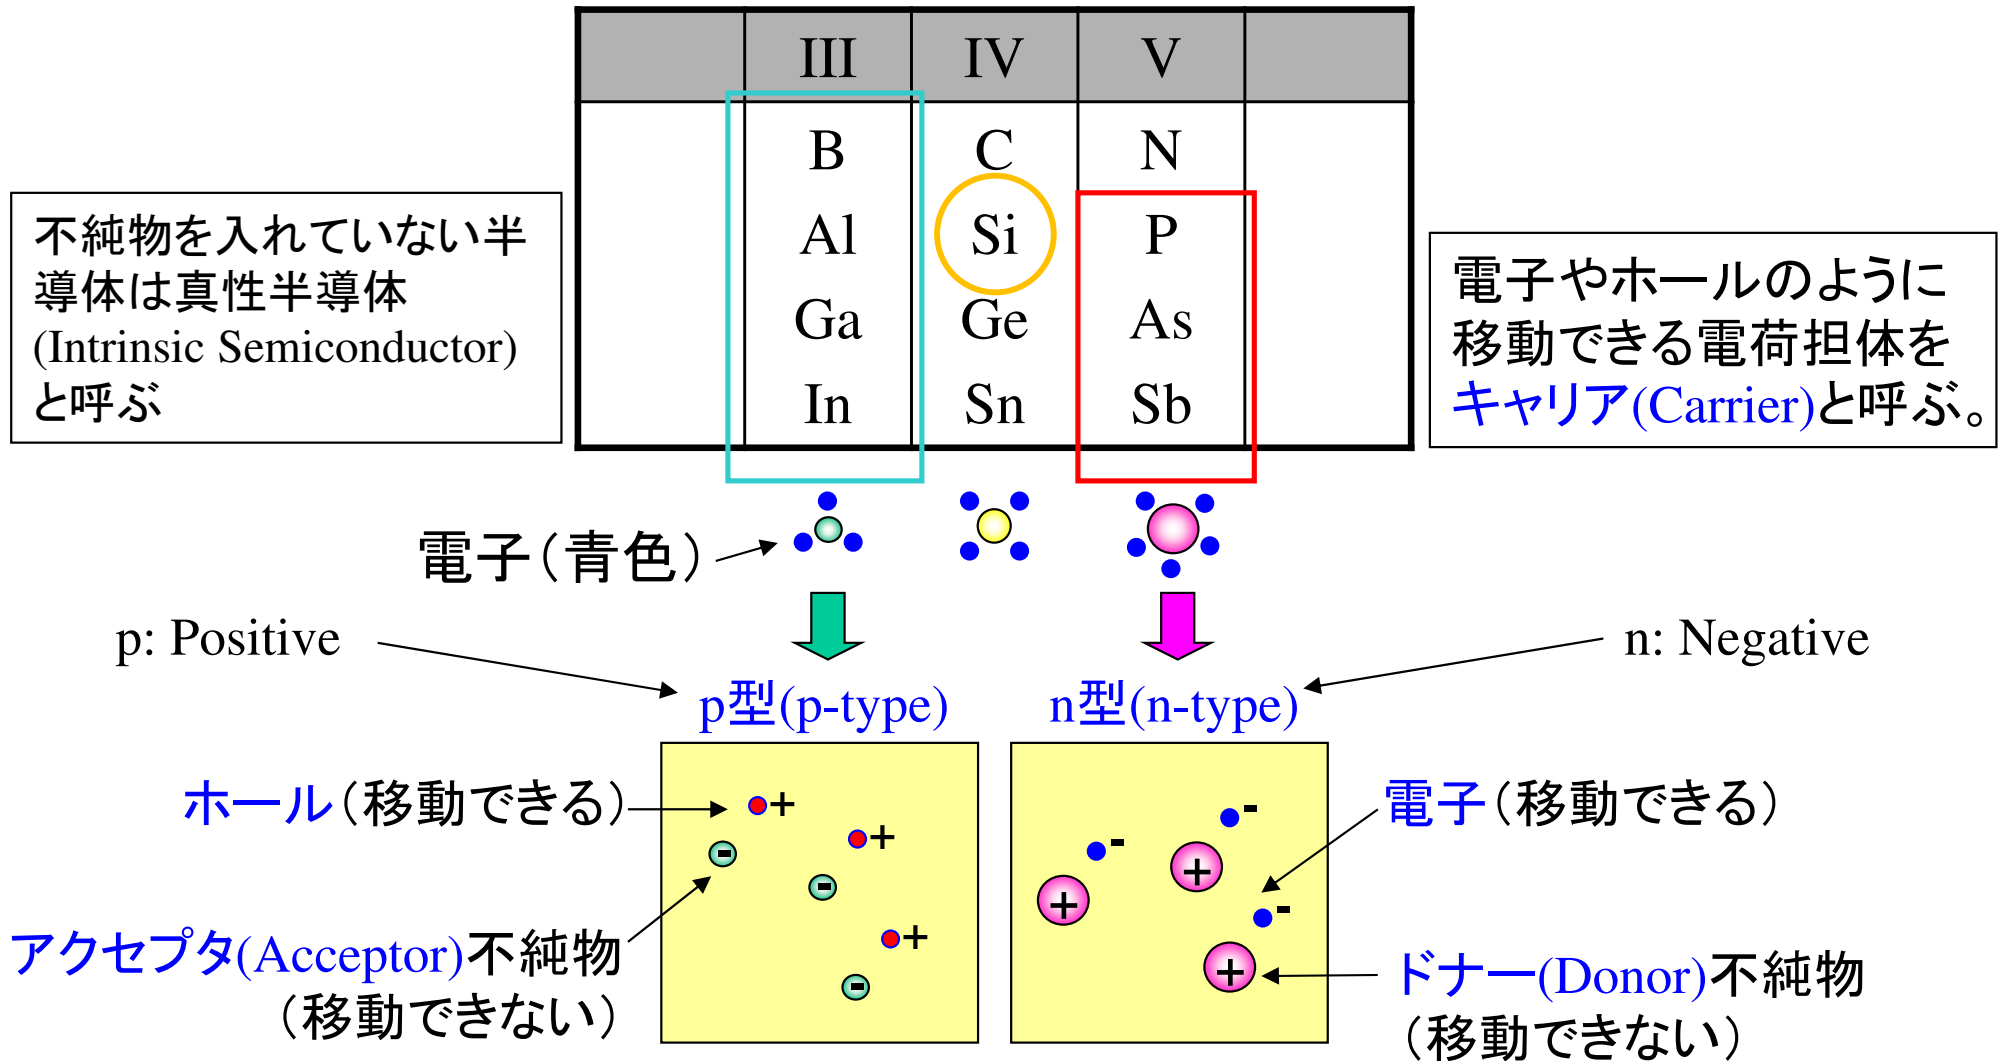 III IV V
B C N
Al Si P
Ga Ge As
In Sn Sb
不純物を入れていない半
導体は真性半導体
(Intrinsic Semiconductor)
と呼ぶ
電子やホールのように
移動できる電荷担体を
キャリア(Carrier)と呼ぶ。
電子（青色）
p: Positive
n: Negative
p型(p-type)
n型(n-type)
ホール（移動できる）
+
+
+
-
-
-
アクセプタ(Acceptor)不純物
（移動できない）
-
-
-
+
+
+
電子（移動できる）
ドナー(Donor)不純物
（移動できない）